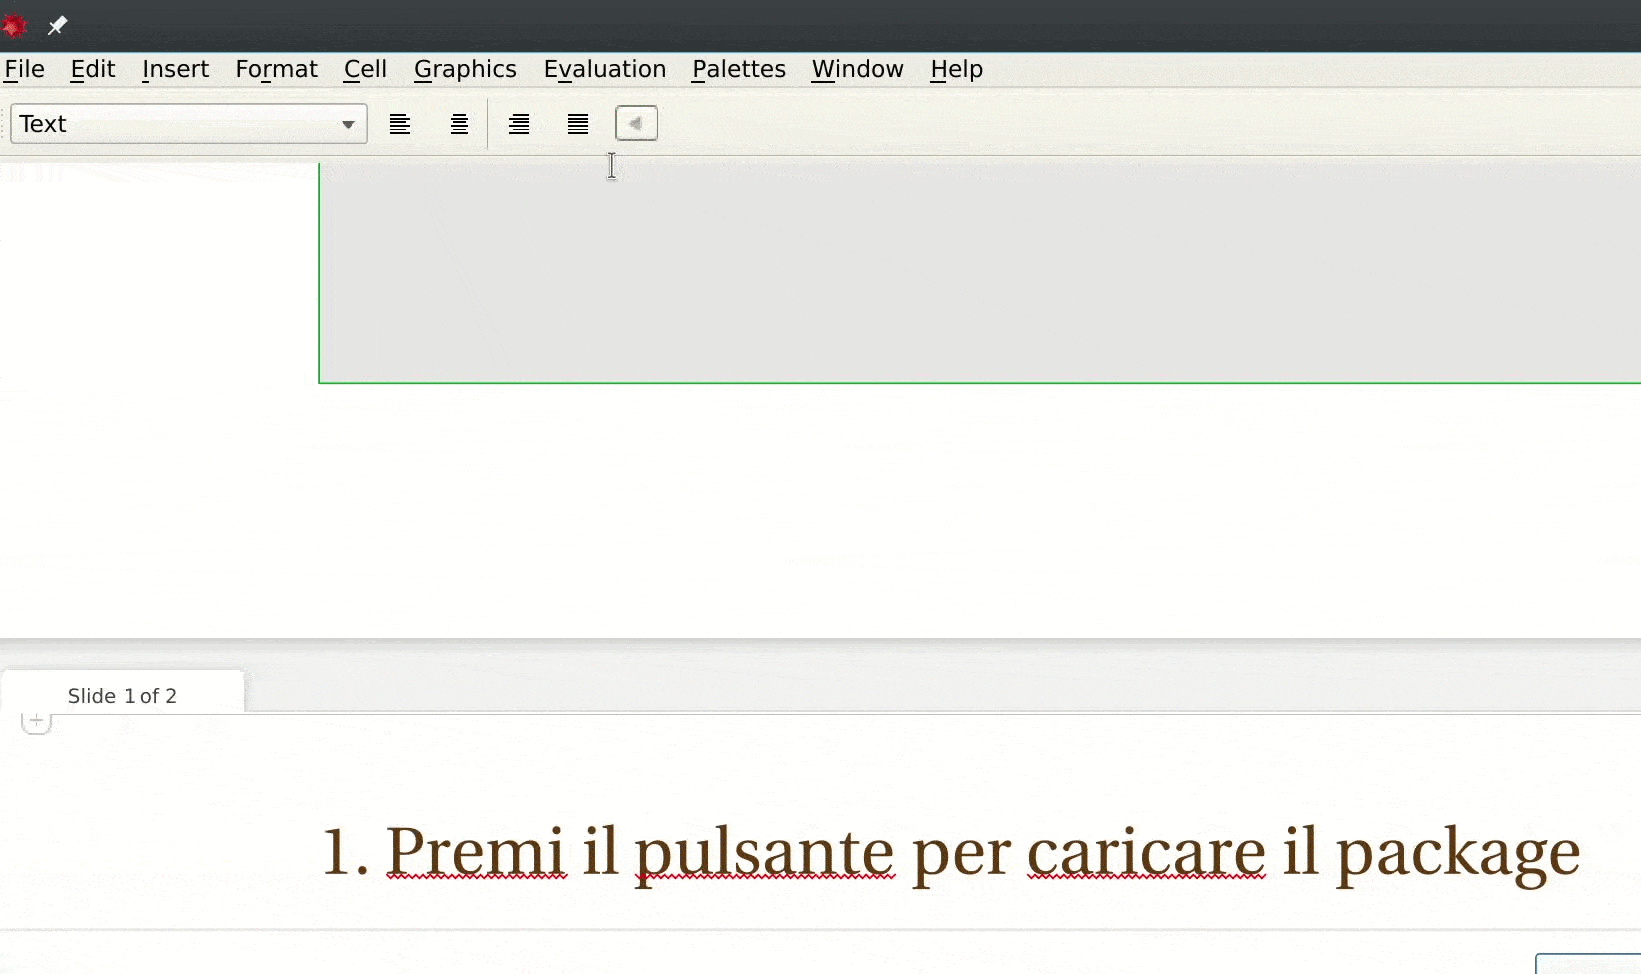 File Edit Insert Format Cell Graphics Evaluation Palettes Window Help
Text
Slide 1 of 2
1. Premi il pulsante per caricare il package